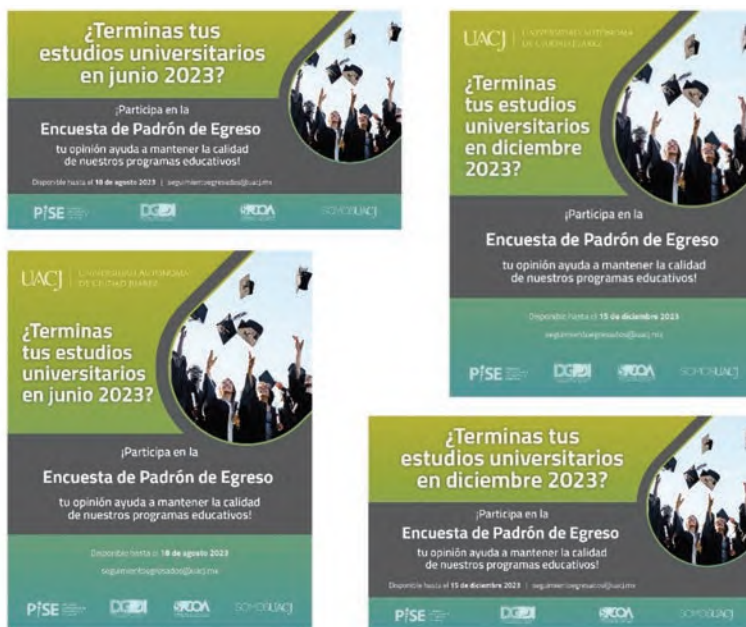 ¿Terminas tus
estudios universitarios
en junio 2023?
¡Participa en la
Encuesta de Padrón de Egreso
tu opinión ayuda a mantener la calidad
de nuestros programas educativos!
Disponible hasta el 18 de agosto 2023 | seguimientoegresados@uacj.mx
PISE
SOMOSUACJ
UACJ | UNIVERSIDAD AUTÓNOMA
DE CIUDAD JUÁREZ
¿Terminas
tus estudios
universitarios
en diciembre
2023?
¡Participa en la
Encuesta de Padrón de Egreso
tu opinión ayuda a mantener la calidad
de nuestros programas educativos!
Disponible hasta el 15 de diciembre 2023
seguimientoegresados@uacj.mx
PISE
SOMOSUACJ
UACJ | UNIVERSIDAD AUTÓNOMA
DE CIUDAD JUÁREZ
¿Terminas
tus estudios
universitarios
en junio 2023?
¡Participa en la
Encuesta de Padrón de Egreso
tu opinión ayuda a mantener la calidad
de nuestros programas educativos!
Disponible hasta el 18 de agosto 2023
seguimientoegresados@uacj.mx
PISE
SOMOSUACJ
¿Terminas tus
estudios universitarios
en diciembre 2023?
¡Participa en la
Encuesta de Padrón de Egreso
tu opinión ayuda a mantener la calidad
de nuestros programas educativos!
Disponible hasta el 15 de diciembre 2023 | seguimientoegresados@uacj.mx
PISE
SOMOSUACJ